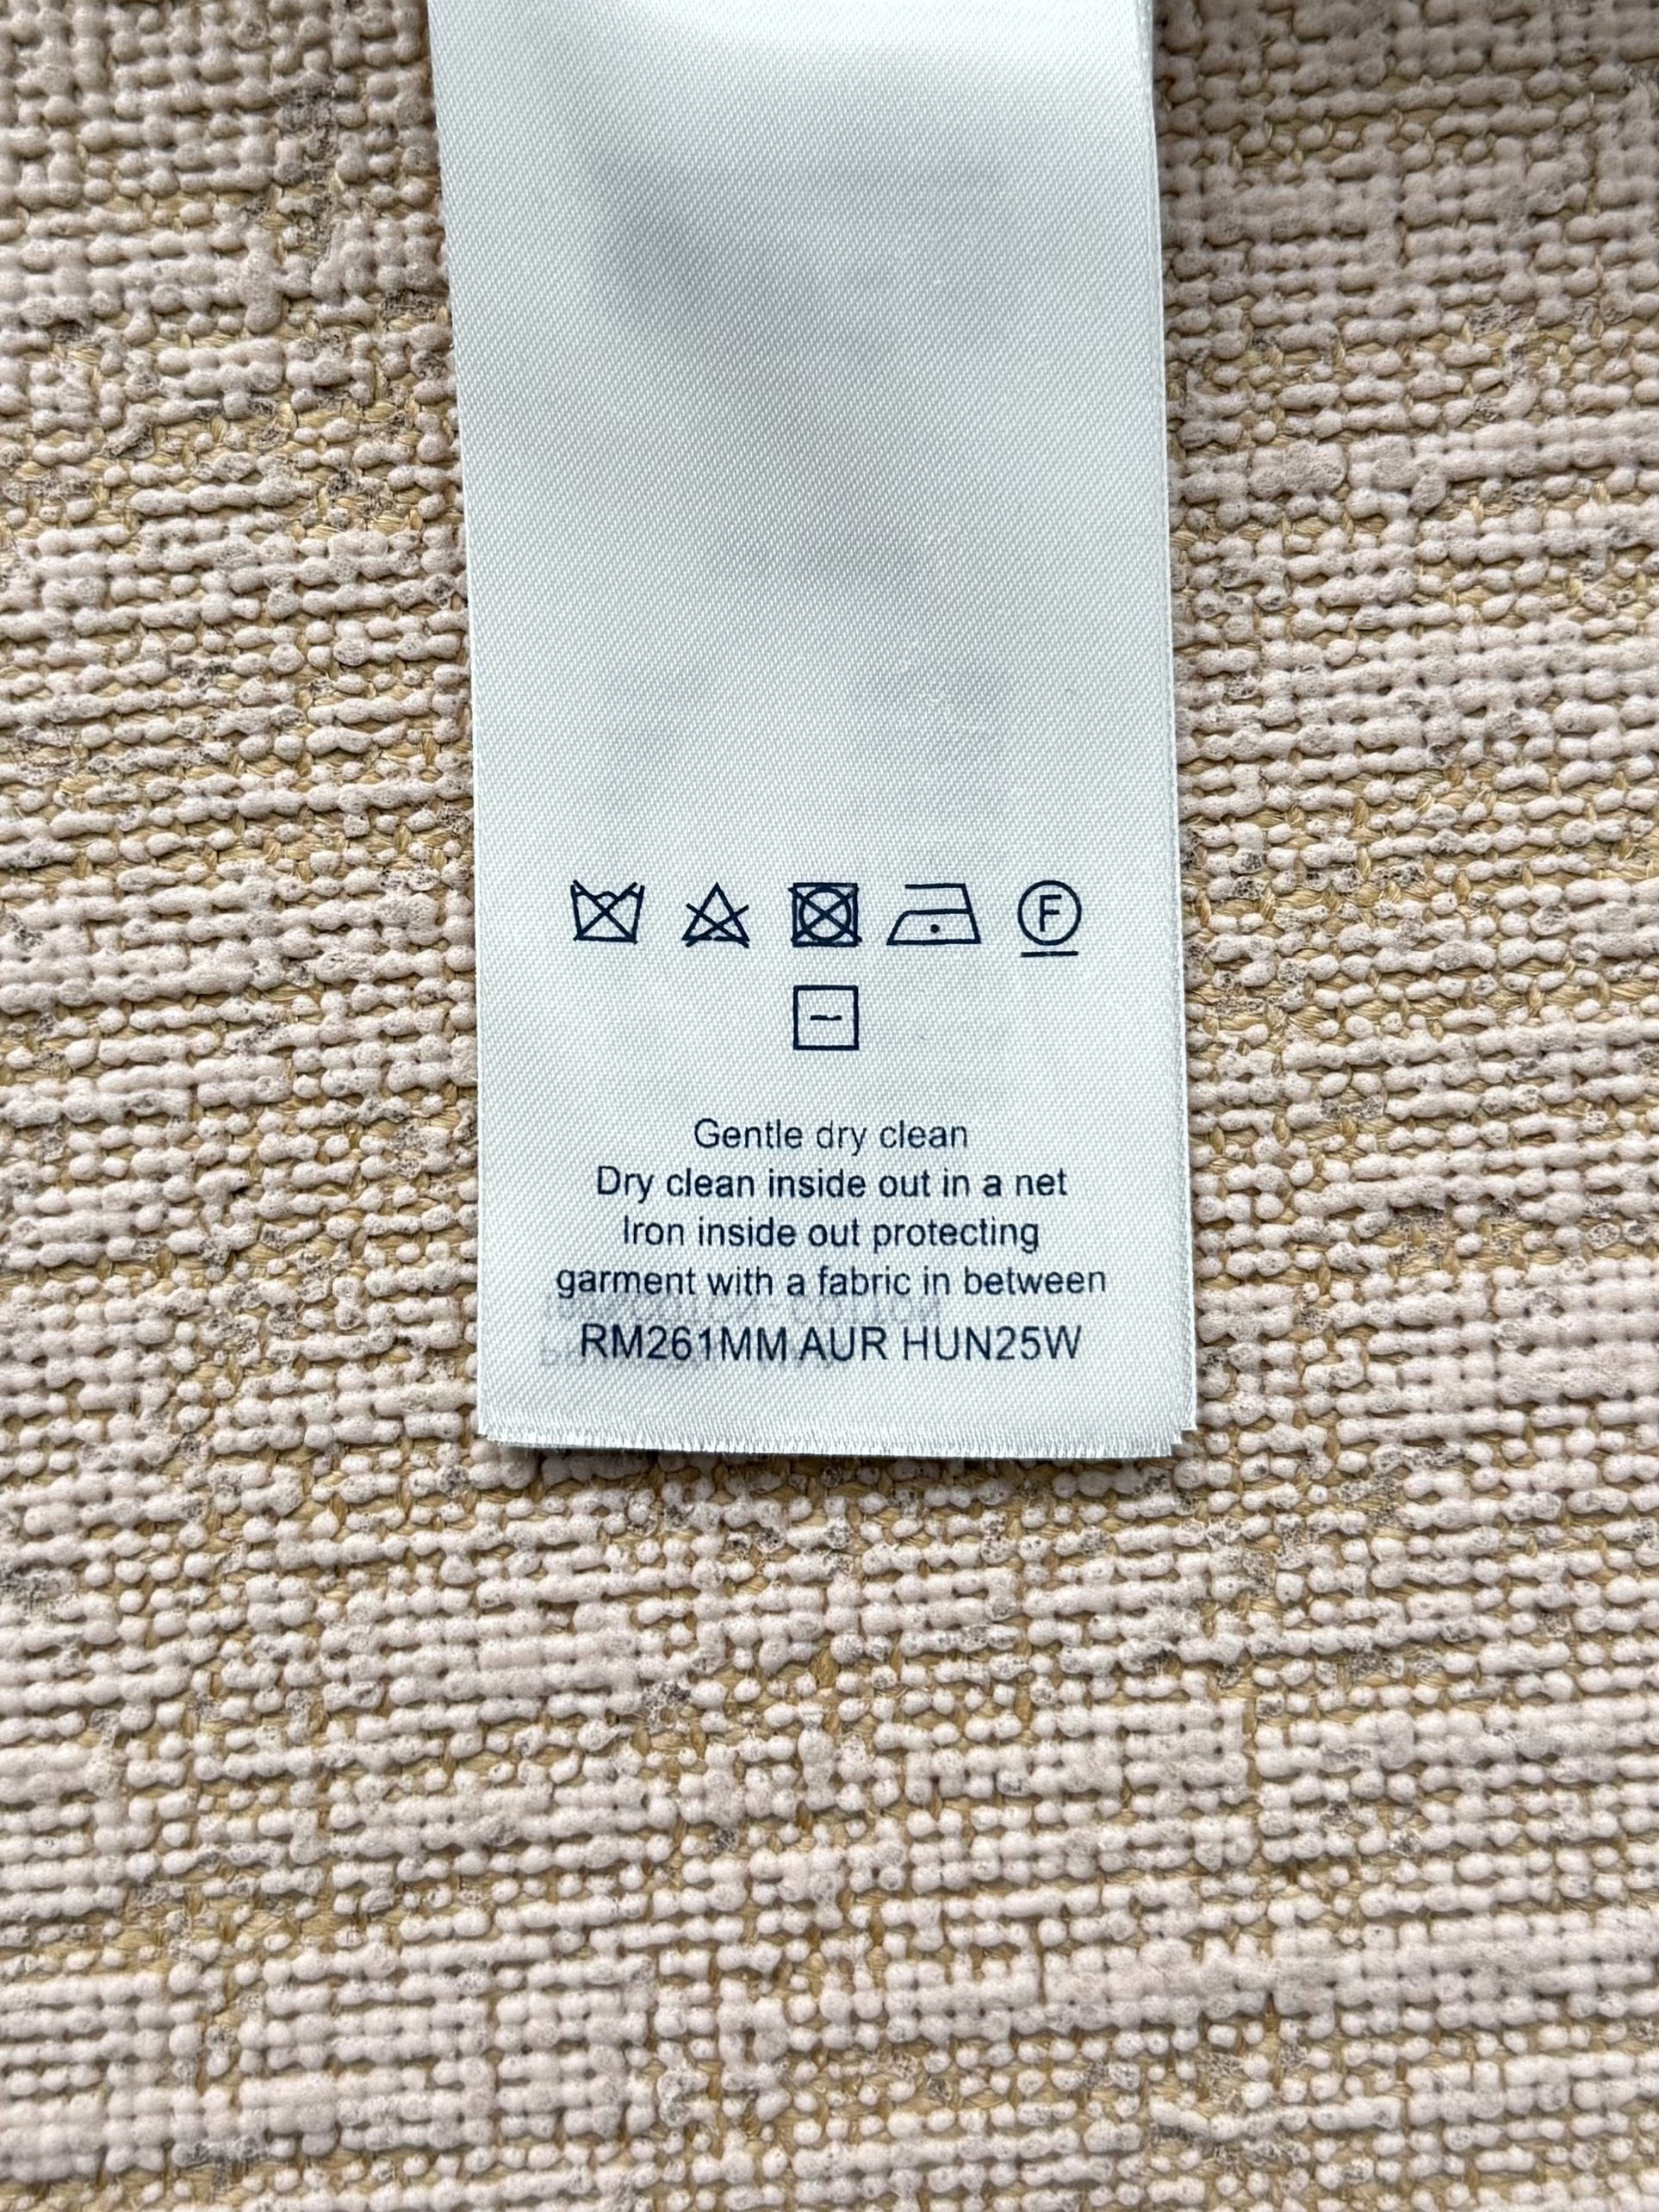 F
Gentle dry clean
Dry clean inside out in a net
Iron inside out protecting
garment with a fabric in between
RM261MM AUR HUN25W